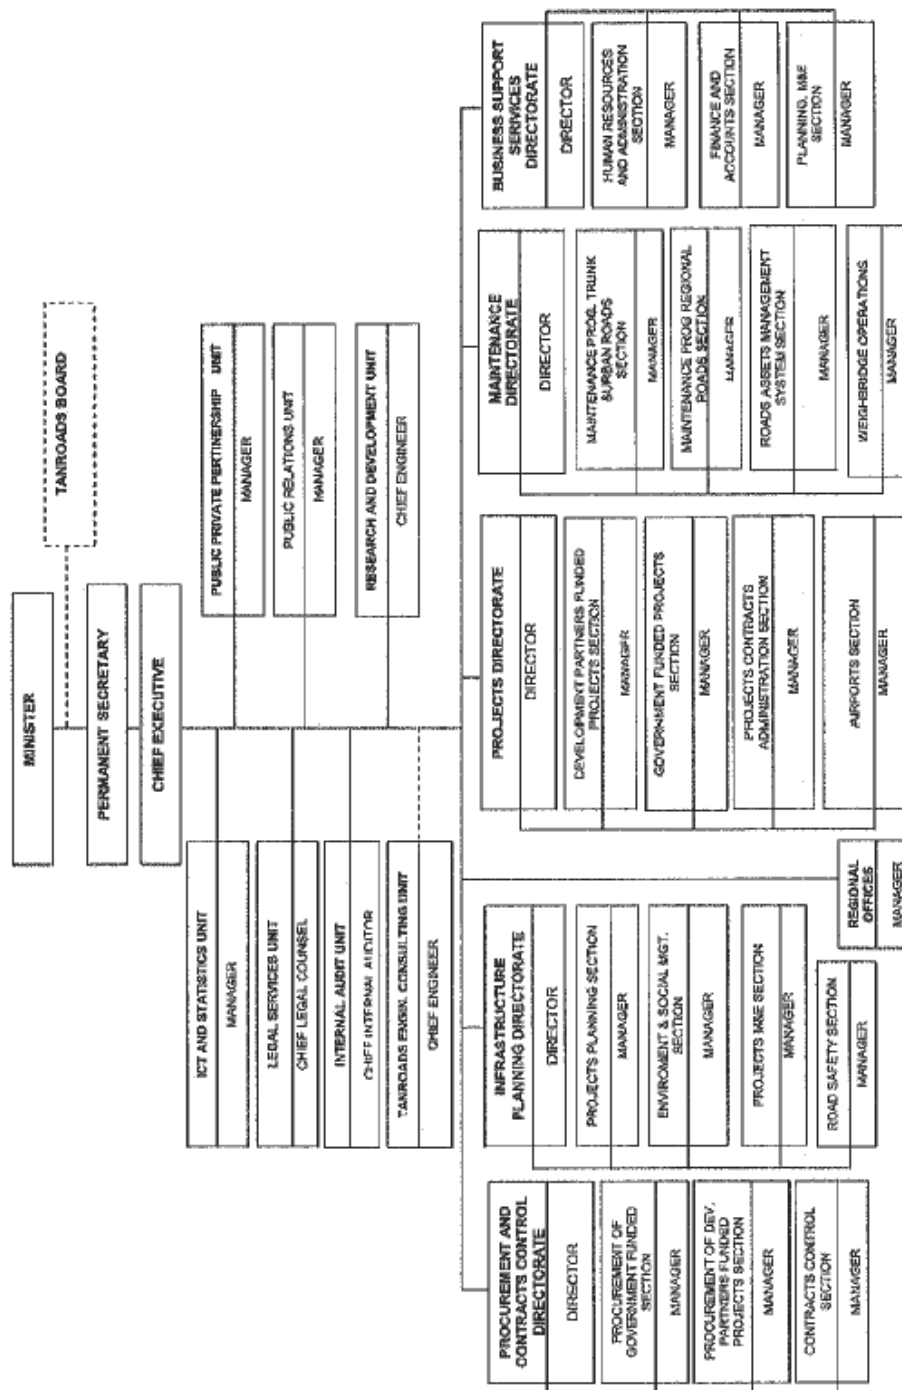 MINISTER
TANROADS BOARD
PERMANENT SECRETARY
CHIEF EXECUTIVE
ICT AND STATISTICS UNIT
MANAGER
LEGAL SERVICES UNIT
CHIEF LEGAL COUNSEL
INTERNAL AUDIT UNIT
CHIEF INTERNAL AUDITOR
TANROADS ENGIN. CONSULTING UNIT
CHIEF ENGINEER
PUBLIC PRIVATE PERTINERSHIP UNIT
MANAGER
PUBLIC RELATIONS UNIT
MANAGER
RESEARCH AND DEVELOPMENT UNIT
CHIEF ENGINEER
PROCUREMENT AND
CONTRACTS CONTROL
DIRECTORATE
DIRECTOR
PROCUREMENT OF
GOVERNMENT FUNDED
SECTION
MANAGER
PROCUREMENT OF DEV.
PARTNERS FUNDED
PROJECTS SECTION
MANAGER
CONTRACTS CONTROL
SECTION
MANAGER
INFRASTRUCTURE
PLANNING DIRECTORATE
DIRECTOR
PROJECTS PLANNING SECTION
MANAGER
ENVIROMENT & SOCIAL MGT.
SECTION
MANAGER
PROJECTS M&E SECTION
MANAGER
ROAD SAFETY SECTION
MANAGER
REGIONAL
OFFICES
MANAGER
PROJECTS DIRECTORATE
DIRECTOR
DEVELOPMENT PARTNERS FUNDED
PROJECTS SECTION
MANAGER
GOVERNMENT FUNDED PROJECTS
SECTION
MANAGER
PROJECTS CONTRACTS
ADMINISTRATION SECTION
MANAGER
AIRPORTS SECTION
MANAGER
MAINTENANCE
DIRECTORATE
DIRECTOR
MAINTENANCE PROG. TRUNK
&URBAN ROADS
SECTION
MANAGER
MAINTENANCE PROG REGIONAL
ROADS SECTION
MANAGER
ROADS ASSETS MANAGEMENT
SYSTEM SECTION
MANAGER
WEIGHBRIDGE OPERATIONS
MANAGER
BUSINESS SUPPORT
SERIVICES
DIRECTORATE
DIRECTOR
HUMAN RESOURCES
AND ADMINISTRATION
SECTION
MANAGER
FINANCE AND
ACCOUNTS SECTION
MANAGER
PLANNING, M&E
SECTION
MANAGER